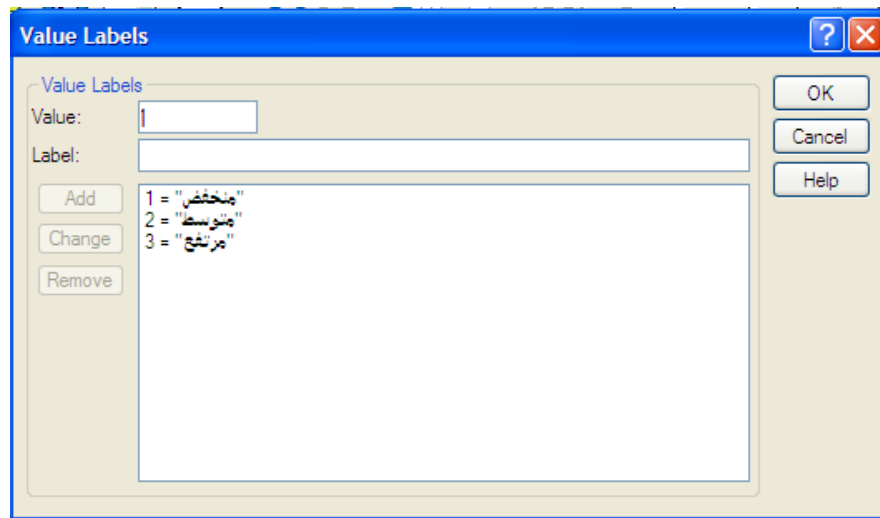 Value Labels
Value Labels
Value: 1
Label:
OK
Cancel
Help
Add
Change
Remove
1 = "منخفض"
2 = "متوسط"
3 = "مرتفع"